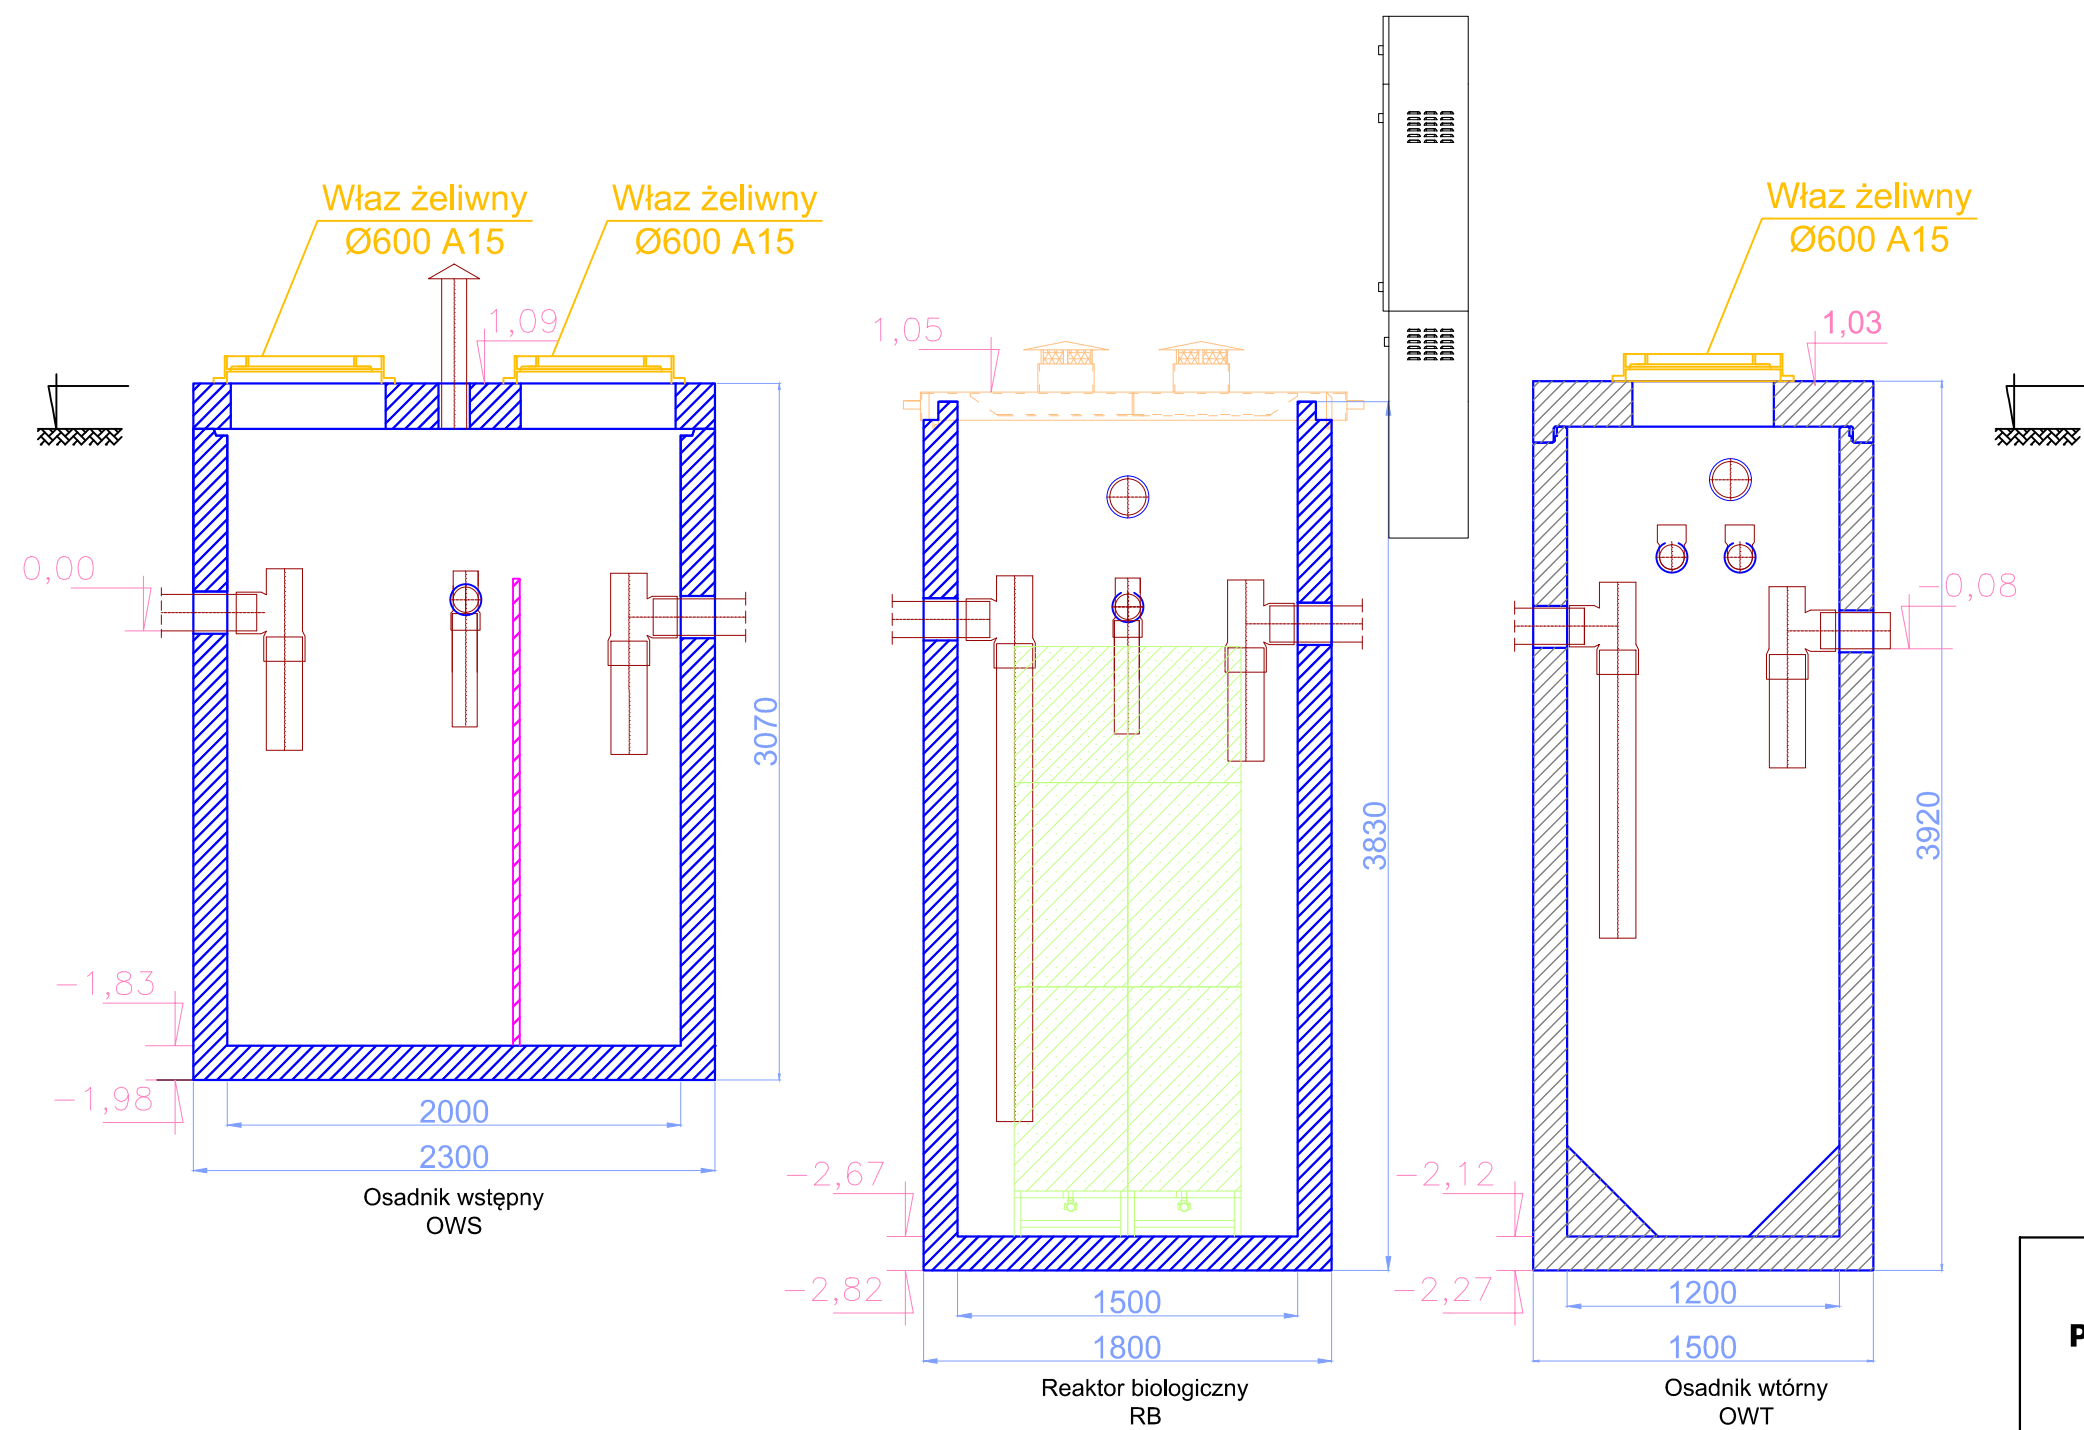 Właz żeliwny
Ø600 A15
Właz żeliwny
Ø600 A15
Właz żeliwny
Ø600 A15
1,09
1,05
1,03
0,00
-0,08
3070
3830
3920
-1,83
-1,98
2000
2300
Osadnik wstępny
OWS
-2,67
-2,82
1500
1800
Reaktor biologiczny
RB
-2,12
-2,27
1200
1500
Osadnik wtórny
OWT
P